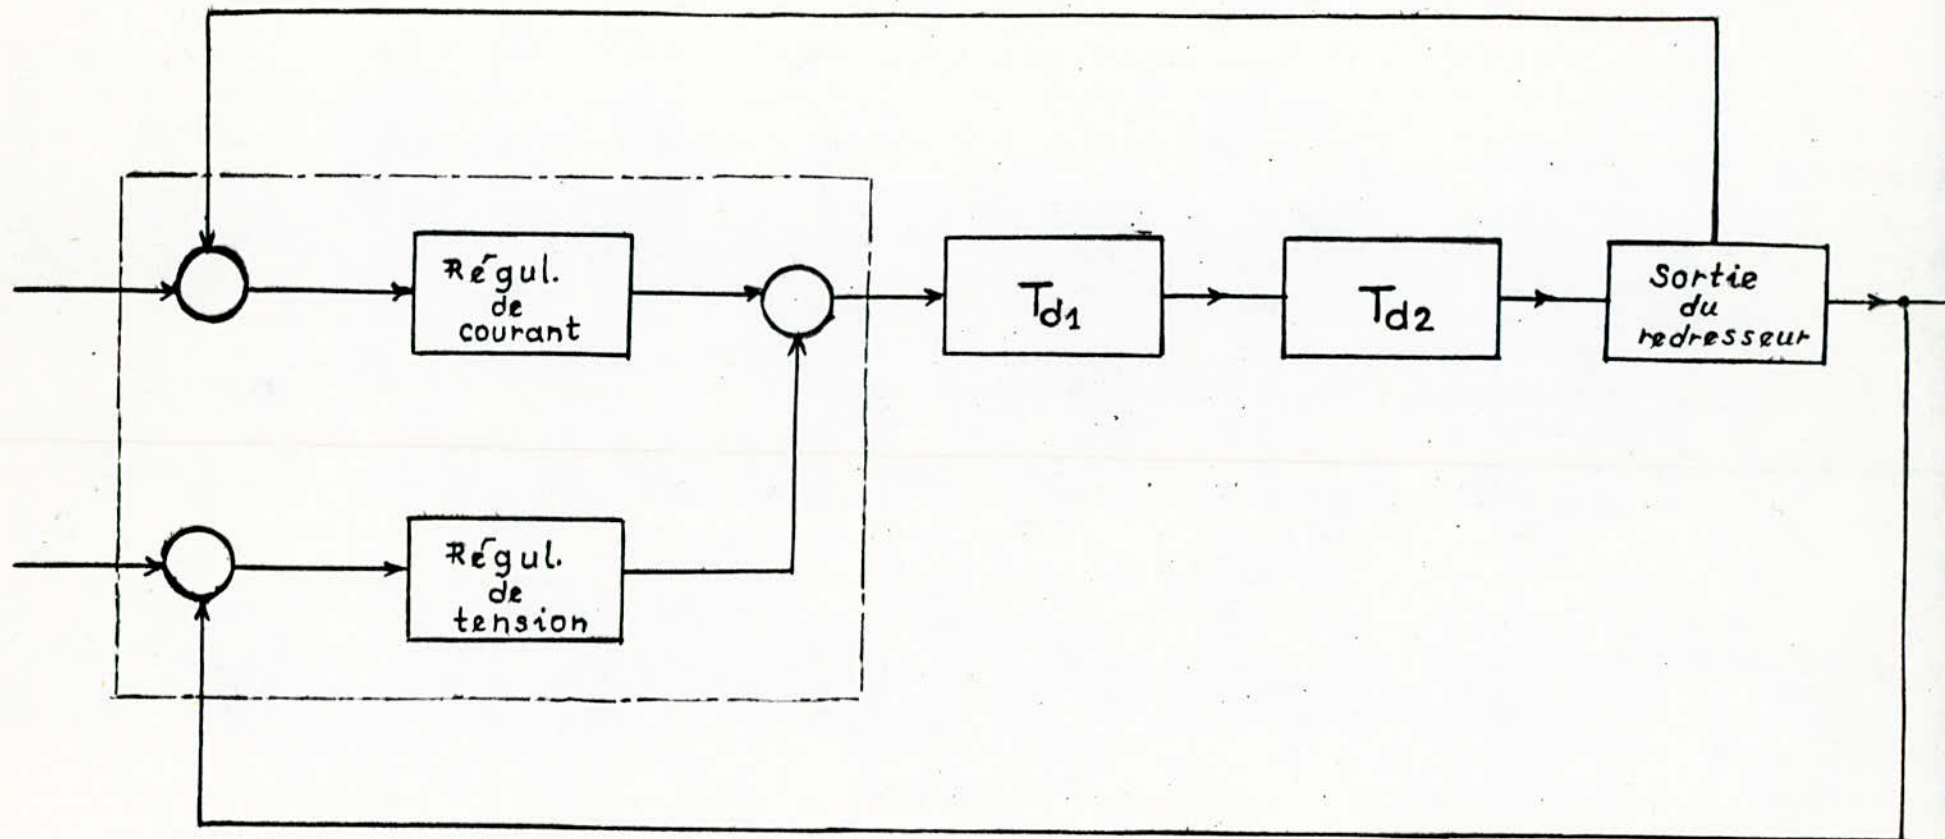 Régul.
de
courant
Td1
Td2
Sortie
du
redresseur
Régul.
de
tension